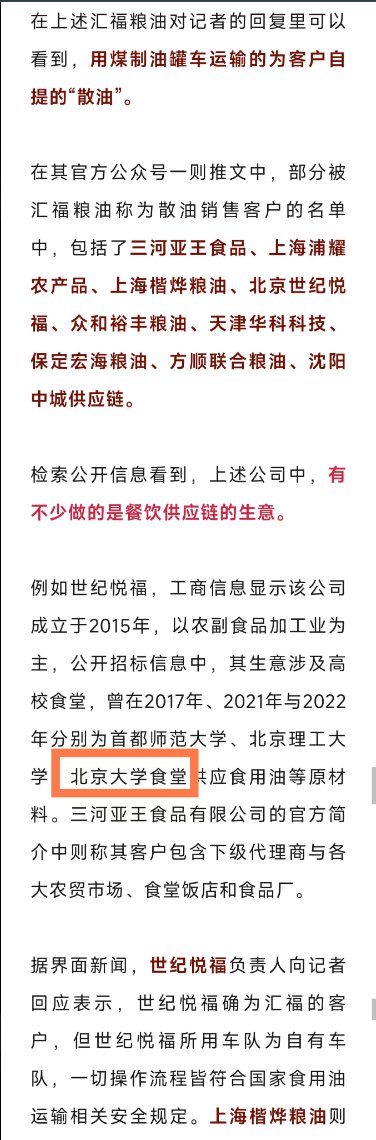 在上述汇福粮油对记者的回复里可以
看到，用煤制油罐车运输的为客户自
提的“散油”。
在其官方公众号一则推文中，部分被
汇福粮油称为散油销售客户的名单
中，包括了三河亚王食品、上海浦耀
农产品、上海楷烨粮油、北京世纪悦
福、众和裕丰粮油、天津华科科技、
保定宏海粮油、方顺联合粮油、沈阳
中城供应链。
检索公开信息看到，上述公司中，有
不少做的是餐饮供应链的生意。
例如世纪悦福，工商信息显示该公司
成立于2015年，以农副食品加工业为
主，公开招标信息中，其生意涉及高
校食堂，曾在2017年、2021年与2022
年分别为首都师范大学、北京理工大
学、北京大学食堂供应食用油等原材
料。三河亚王食品有限公司的官方简
介中则称其客户包含下级代理商与各
大农贸市场、食堂饭店和食品厂。
据界面新闻，世纪悦福负责人向记者
回应表示，世纪悦福确为汇福的客
户，但世纪悦福所用车队为自有车
队，一切操作流程皆符合国家食用油
运输相关安全规定。上海楷烨粮油则